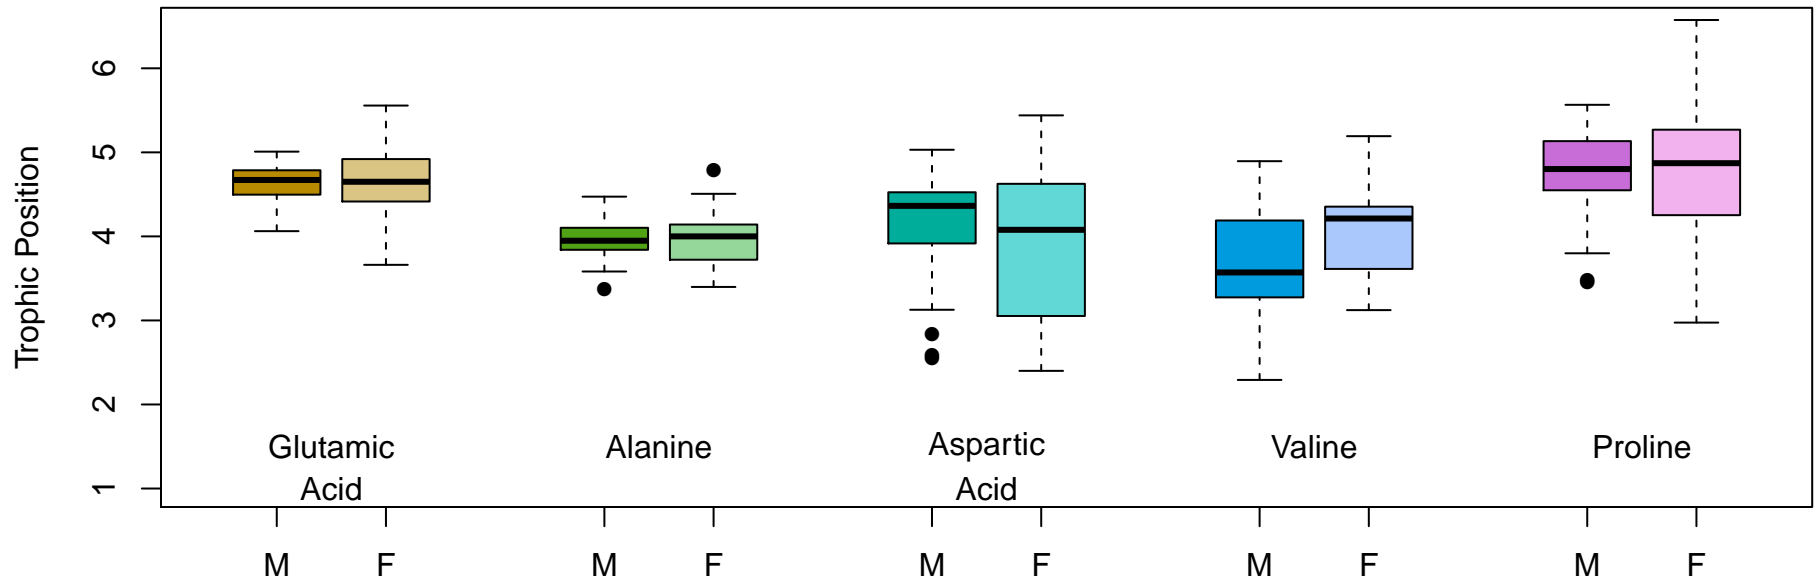 Trophic Position
6
5
4
3
2
1
Glutamic
Acid
Alanine
Aspartic
Acid
Valine
Proline
M F M F M F M F M F